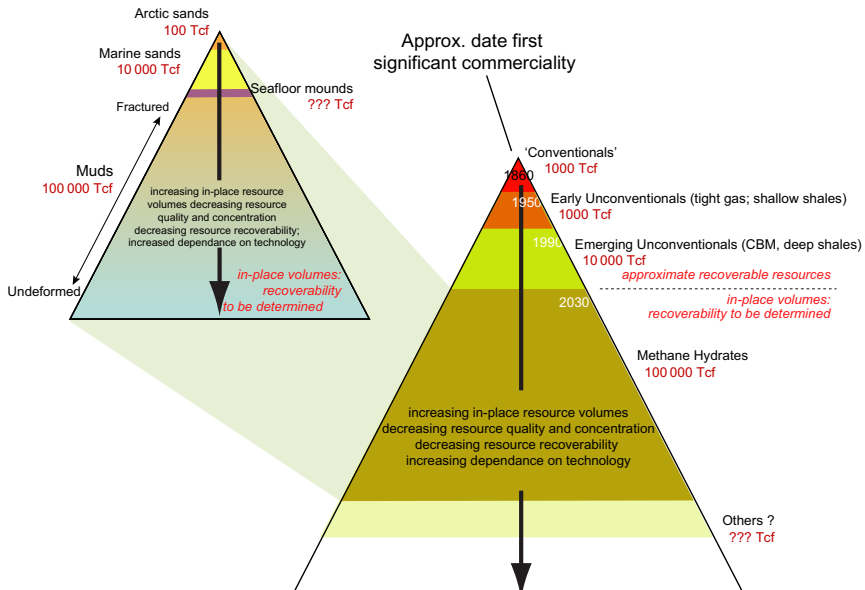 Arctic sands
100 Tcf
Marine sands
10 000 Tcf
Seafloor mounds
??? Tcf
Fractured
Muds
100 000 Tcf
Undeformed
increasing in-place resource
volumes decreasing resource
quality and concentration
decreasing resource recoverability;
increased dependance on technology
in-place volumes:
recoverability
to be determined
Approx. date first
significant commerciality
'Conventionals'
1000 Tcf
1860
1950
Early Unconventionals (tight gas; shallow shales)
1000 Tcf
1990
Emerging Unconventionals (CBM, deep shales)
10 000 Tcf
approximate recoverable resources
in-place volumes:
recoverability to be determined
2030
Methane Hydrates
100 000 Tcf
increasing in-place resource volumes
decreasing resource quality and concentration
decreasing resource recoverability
increasing dependance on technology
Others ?
??? Tcf